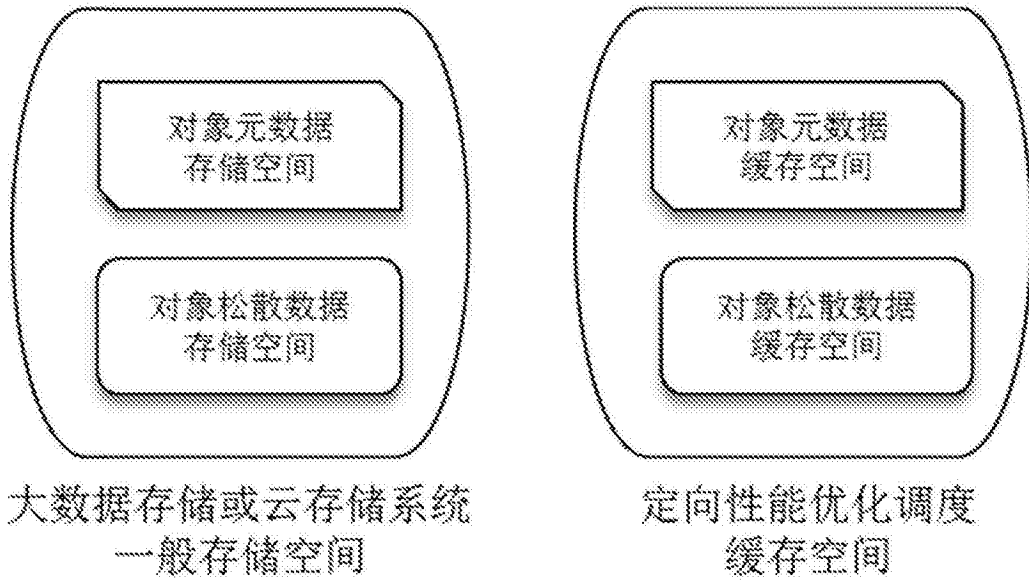 对象元数据
存储空间
对象松散数据
存储空间
大数据存储或云存储系统
一般存储空间
对象元数据
缓存空间
对象松散数据
缓存空间
定向性能优化调度
缓存空间